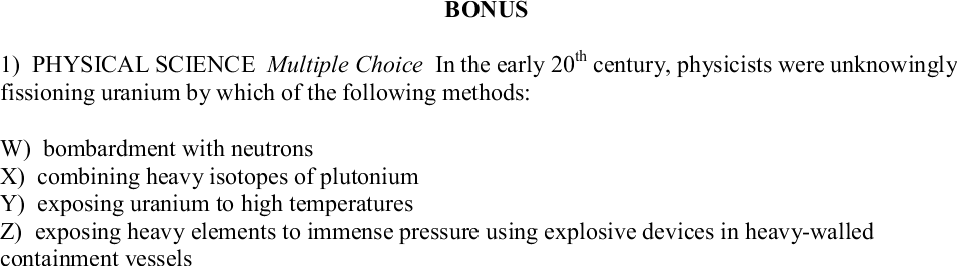 BONUS
1) PHYSICAL SCIENCE Multiple Choice In the early 20th century, physicists were unknowingly
fissioning uranium by which of the following methods:
W) bombardment with neutrons
X) combining heavy isotopes of plutonium
Y) exposing uranium to high temperatures
Z) exposing heavy elements to immense pressure using explosive devices in heavy-walled
containment vessels